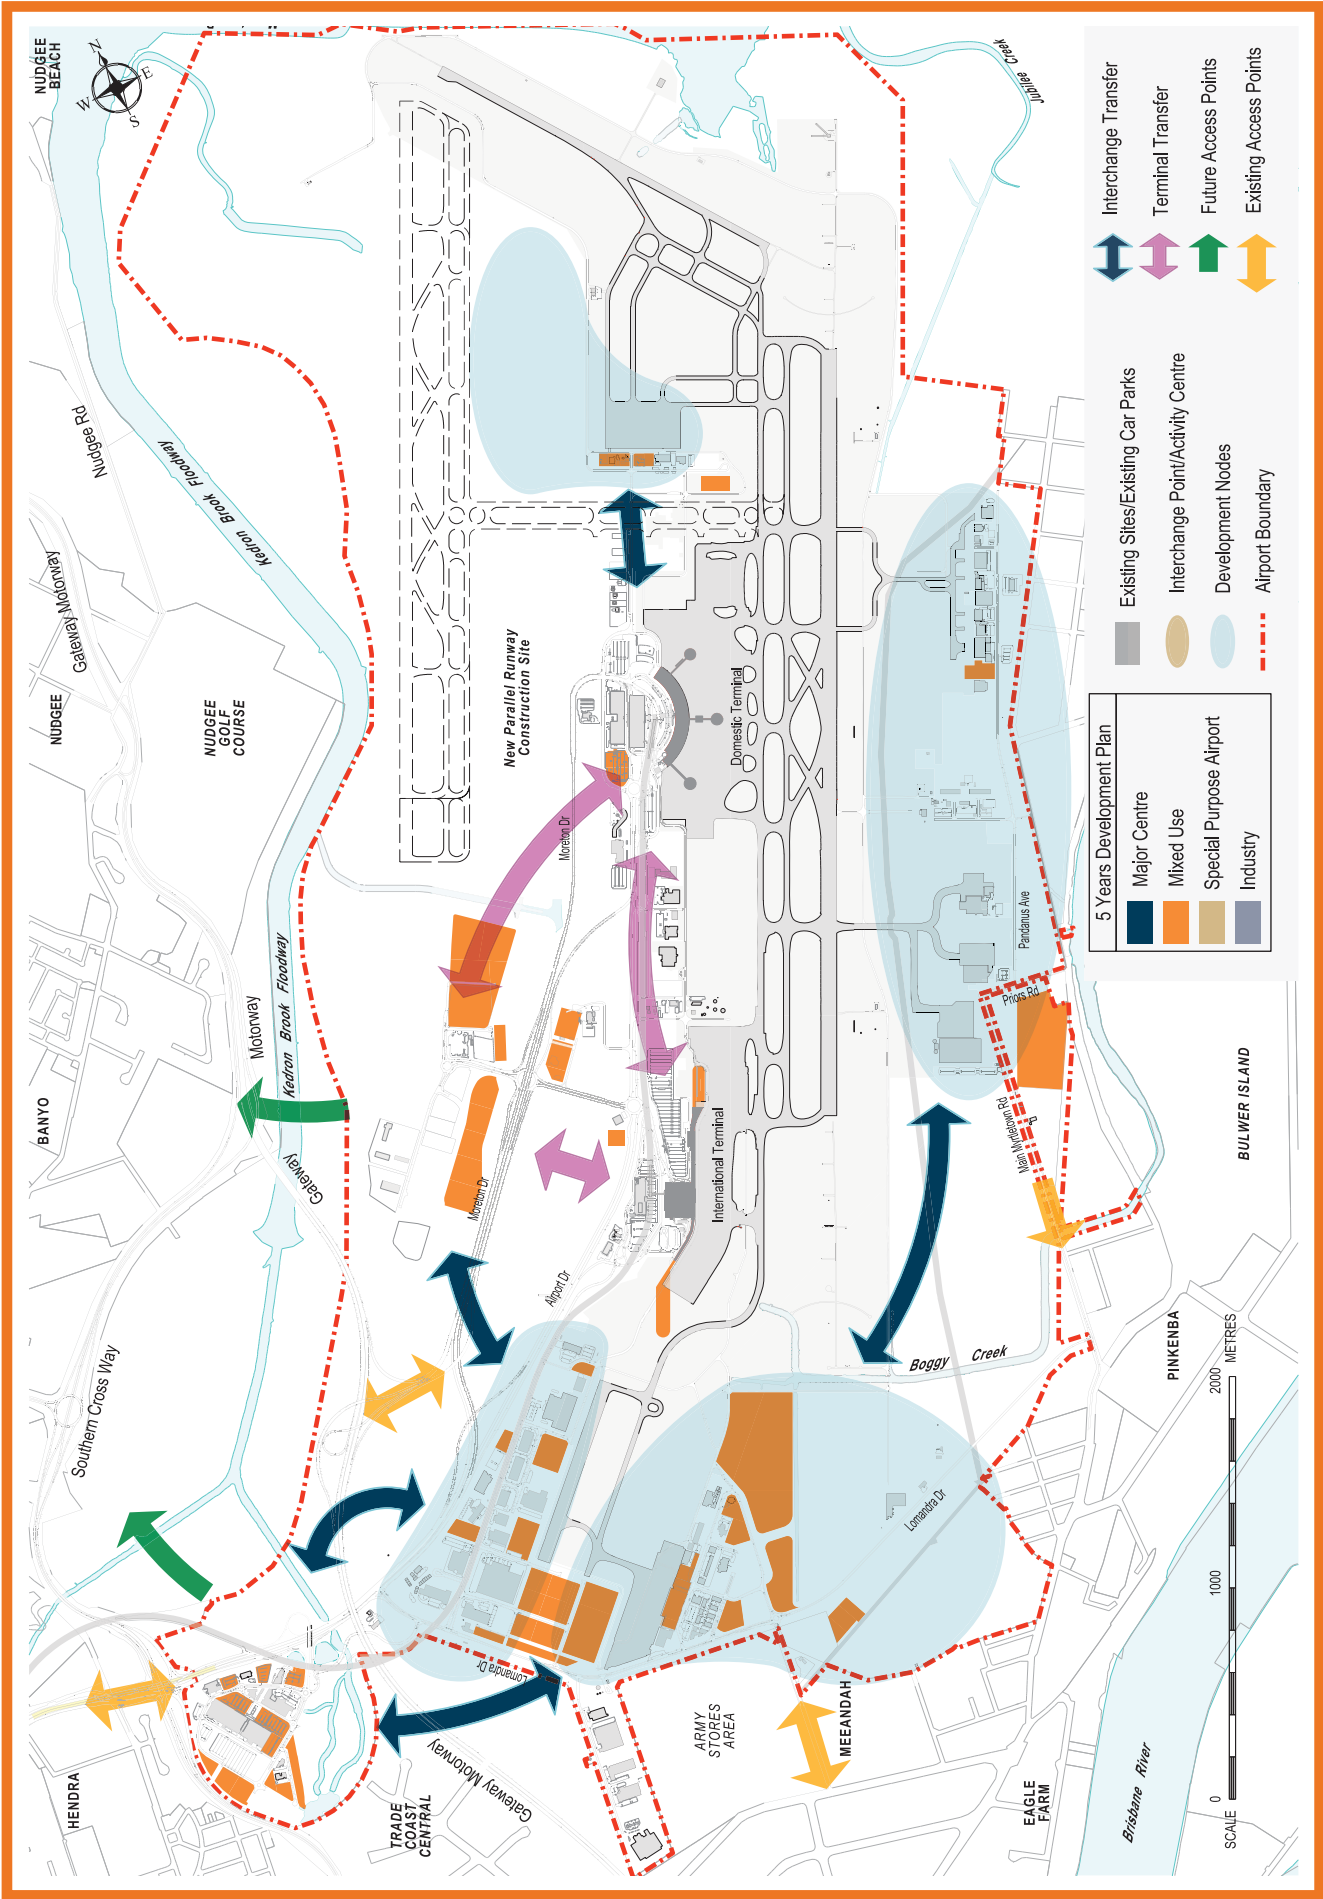 NUDGEE
BEACH
N
E
S
W
Jubilee Creek
Nudgee Rd
Kedron Brook Floodway
Kedron Brook Floodway
Gateway Motorway
NUDGEE
NUDGEE
GOLF
COURSE
New Parallel Runway
Construction Site
Domestic Terminal
Moreton Dr
Motorway
Kedron Brook Floodway
BANYO
Gateway
Moreton Dr
Airport Dr
International Terminal
Pandanus Ave
Priors Rd
Main Myrtletown Rd
BULWER ISLAND
PINKENBA
Boggy Creek
Lomandra Dr
Southern Cross Way
HENDRA
Lomandra Dr
Gateway Motorway
TRADE
COAST
CENTRAL
ARMY
STORES
AREA
MEEANDAH
EAGLE
FARM
Brisbane River
SCALE 0 1000 2000 METRES
5 Years Development Plan
Major Centre
Mixed Use
Special Purpose Airport
Industry
Existing Sites/Existing Car Parks
Interchange Point/Activity Centre
Development Nodes
Airport Boundary
Interchange Transfer
Terminal Transfer
Future Access Points
Existing Access Points